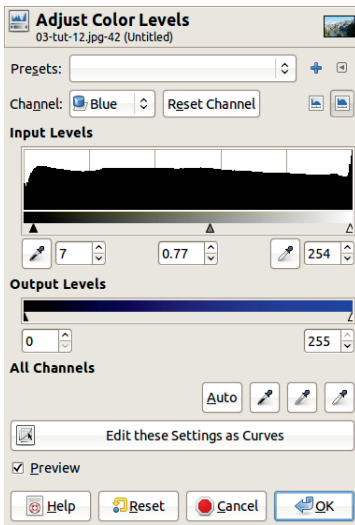 Adjust Color Levels
03-tut-12.jpg-42 (Untitled)
Presets:
Channel: Blue Reset Channel
Input Levels
7 0.77 254
Output Levels
0 255
All Channels
Auto
Edit these Settings as Curves
Preview
Help Reset Cancel OK